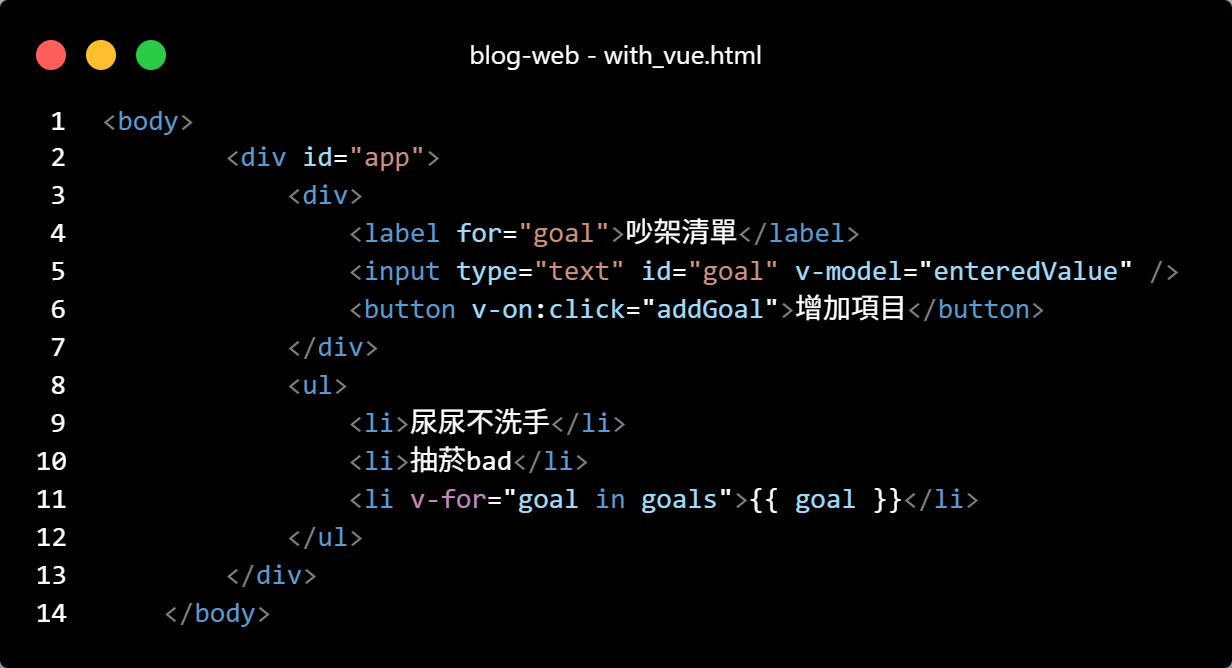 blog-web - with_vue.html
1 <body>
2 <div id="app">
3 <div>
4 <label for="goal">吵架清單</label>
5 <input type="text" id="goal" v-model="enteredValue" />
6 <button v-on:click="addGoal">增加項目</button>
7 </div>
8 <ul>
9 <li>尿尿不洗手</li>
10 <li>抽菸bad</li>
11 <li v-for="goal in goals">{{ goal }}</li>
12 </ul>
13 </div>
14 </body>